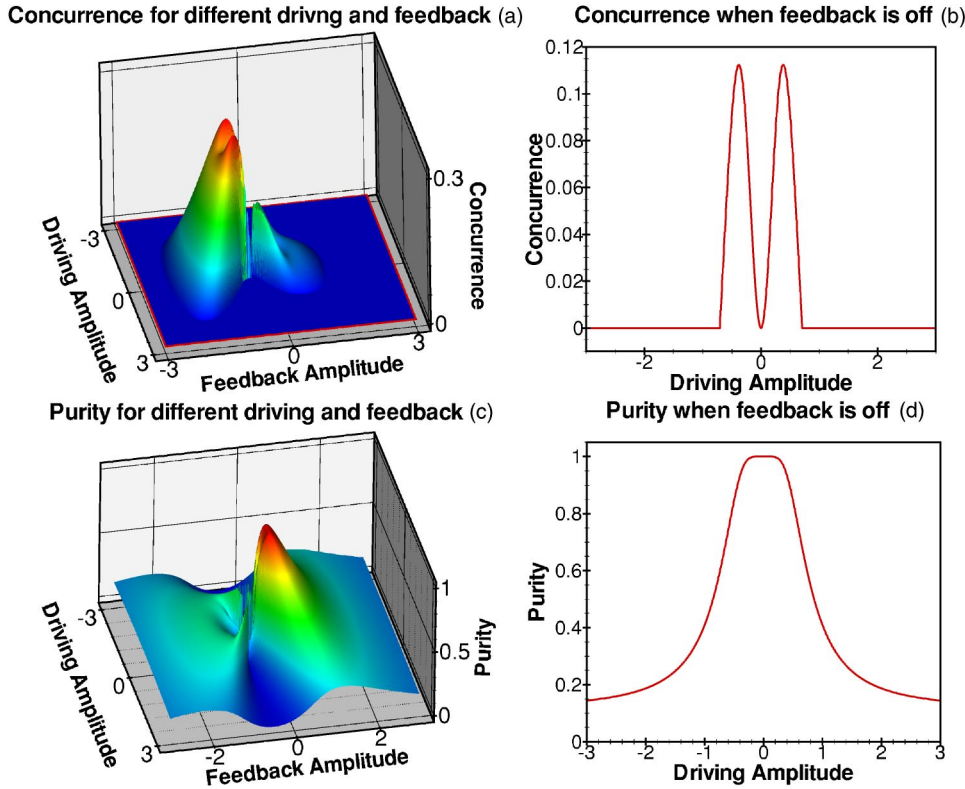 Concurrence for different drivng and feedback (a)
0.3
0
Concurrence
-3
0
3
Driving Amplitude
-3
0
3
Feedback Amplitude
Concurrence when feedback is off (b)
0.12
0.1
0.08
0.06
0.04
0.02
0
Concurrence
-2
0
2
Driving Amplitude
Purity for different driving and feedback (c)
1
0.5
0
Purity
-3
0
3
Driving Amplitude
-2
0
2
Feedback Amplitude
Purity when feedback is off (d)
1
0.8
0.6
0.4
0.2
0
Purity
-3
-2
-1
0
1
2
3
Driving Amplitude